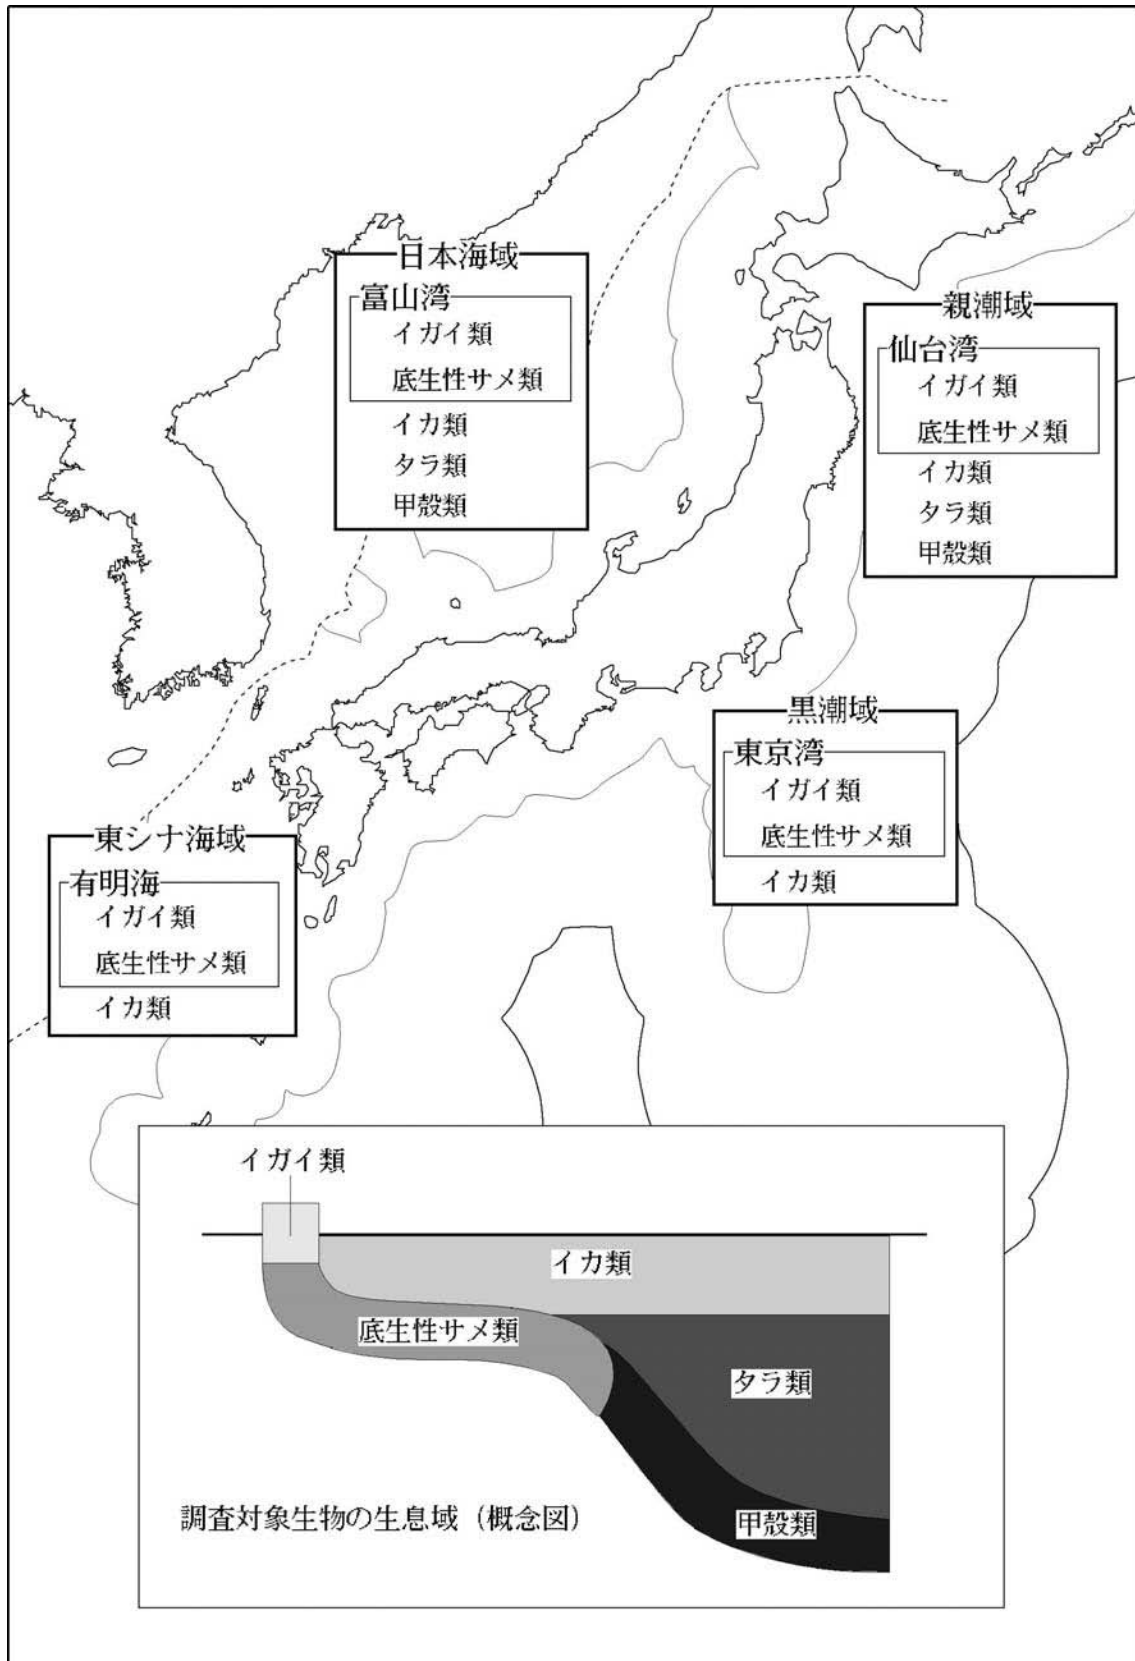 日本海域
富山湾
イガイ類
底生性サメ類
イカ類
タラ類
甲殻類
親潮域
仙台湾
イガイ類
底生性サメ類
イカ類
タラ類
甲殻類
黒潮域
東京湾
イガイ類
底生性サメ類
イカ類
東シナ海域
有明海
イガイ類
底生性サメ類
イカ類
イガイ類
イカ類
底生性サメ類
タラ類
甲殻類
調査対象生物の生息域（概念図）